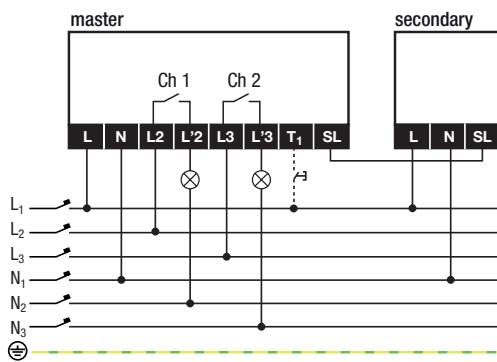 master secondary
Ch 1 Ch 2
L N L2 L'2 L3 L'3 T₁ SL L N SL
L₁
L₂
L₃
N₁
N₂
N₃